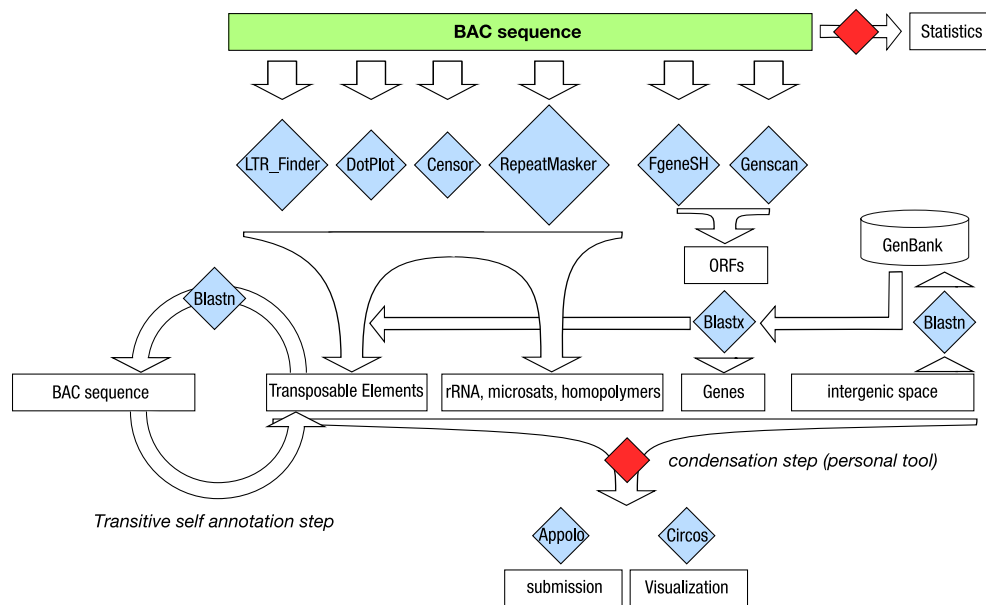 BAC sequence
Statistics
LTR_Finder
DotPlot
Censor
RepeatMasker
FgeneSH
Genscan
GenBank
ORFs
Blastn
Blastx
Blastn
BAC sequence
Transposable Elements
rRNA, microsats, homopolymers
Genes
intergenic space
condensation step (personal tool)
Transitive self annotation step
Appolo
Circos
submission
Visualization